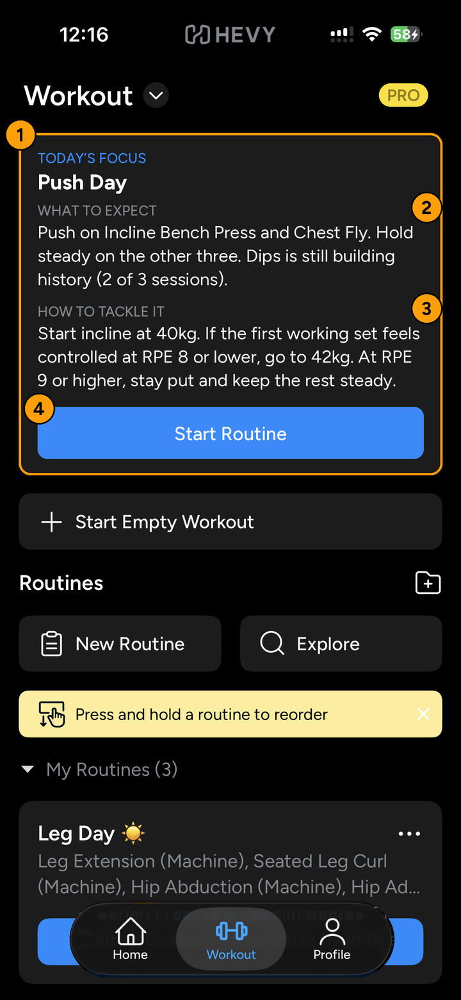 12:16
HEVY
58
Workout
PRO
1
TODAY’S FOCUS
Push Day
2
WHAT TO EXPECT
Push on Incline Bench Press and Chest Fly. Hold
steady on the other three. Dips is still building
history (2 of 3 sessions).
3
HOW TO TACKLE IT
Start incline at 40kg. If the first working set feels
controlled at RPE 8 or lower, go to 42kg. At RPE
9 or higher, stay put and keep the rest steady.
4
Start Routine
Start Empty Workout
Routines
New Routine
Explore
Press and hold a routine to reorder
My Routines (3)
Leg Day ☀️
Leg Extension (Machine), Seated Leg Curl
(Machine), Hip Abduction (Machine), Hip Ad...
Home
Workout
Profile